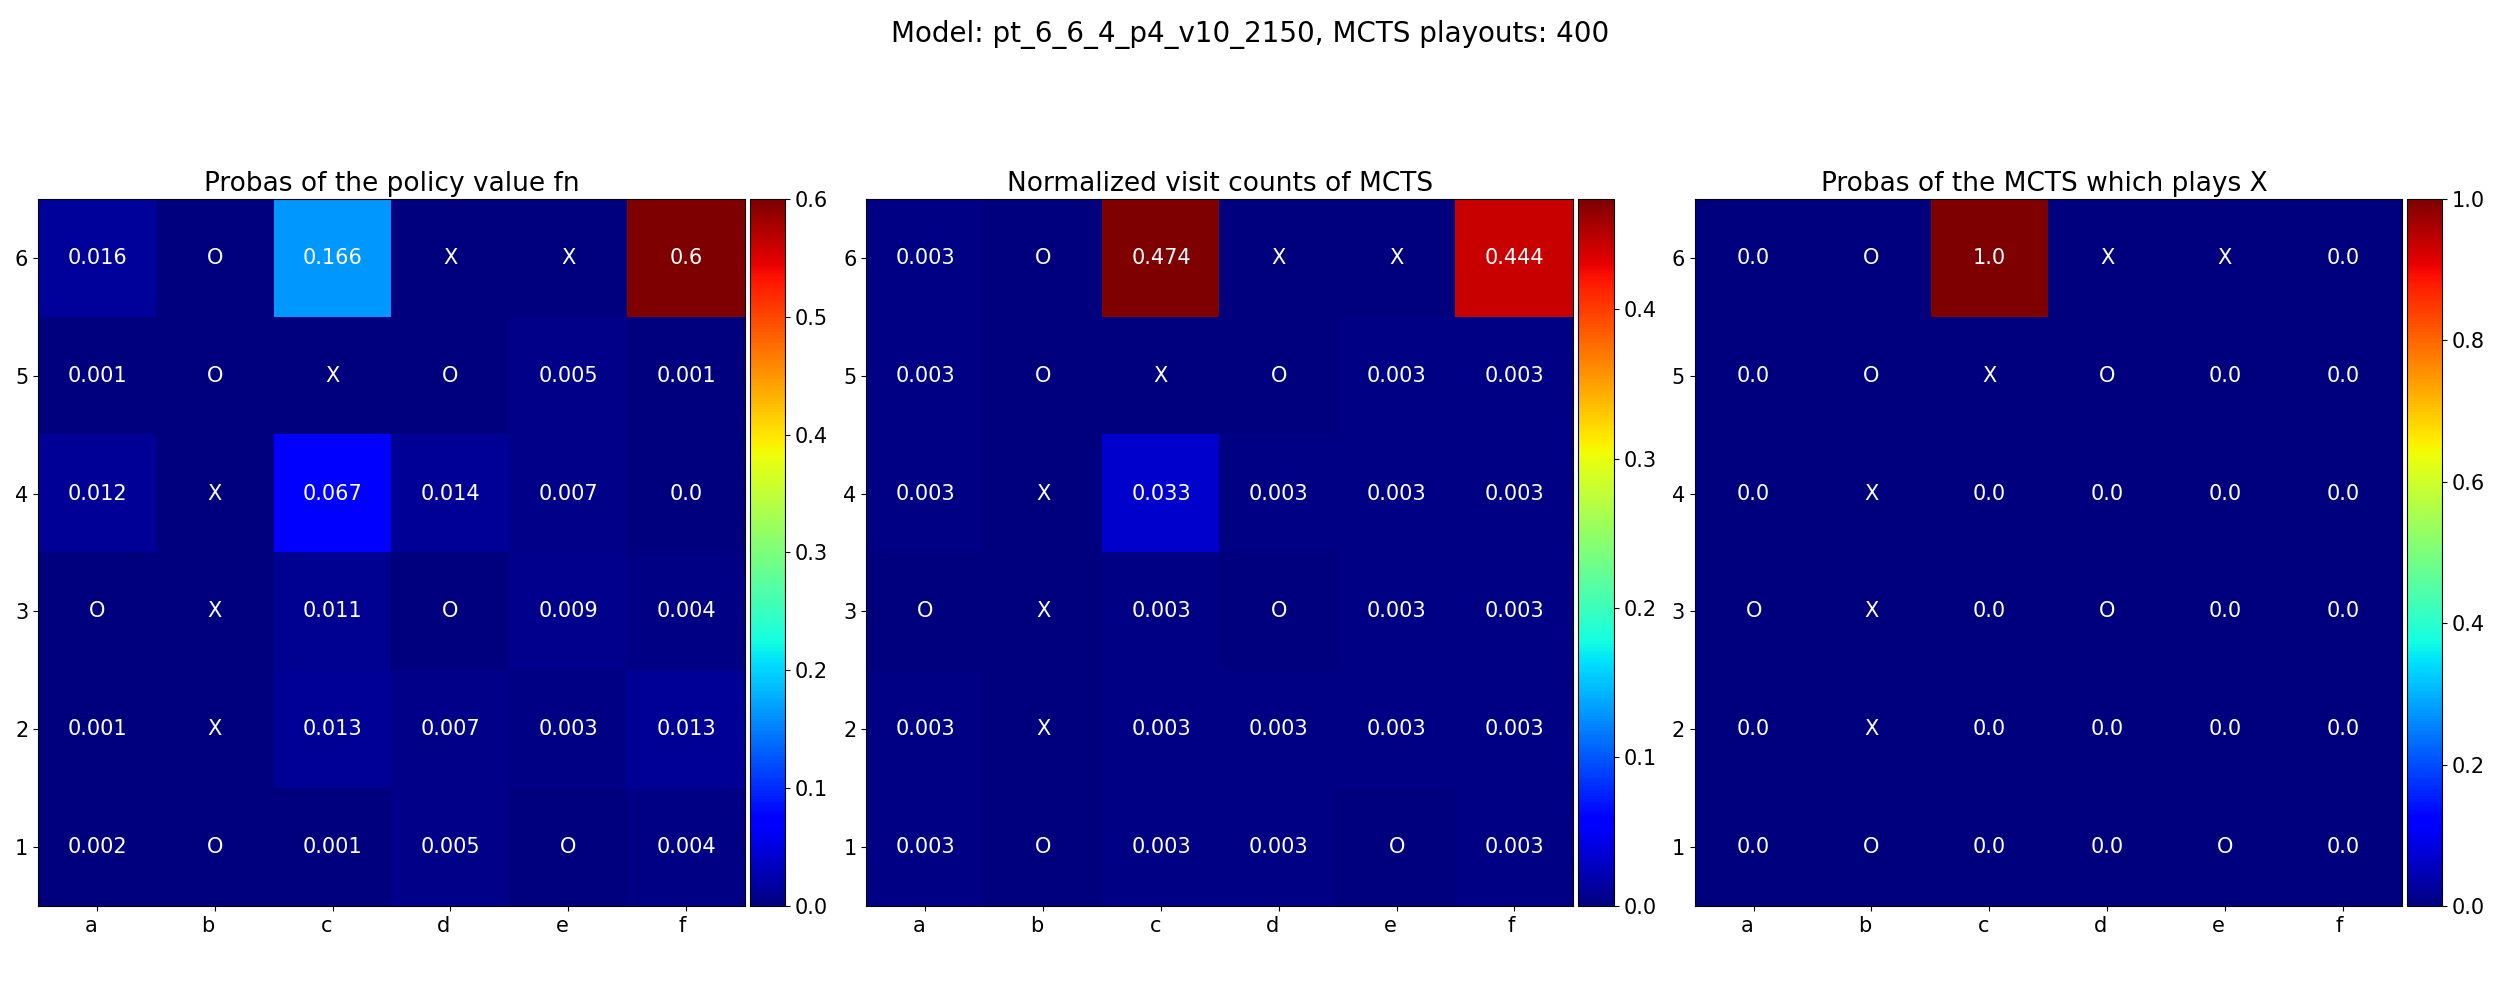 Model: pt_6_6_4_p4_v10_2150, MCTS playouts: 400
Probas of the policy value fn
6 0.016 O 0.166 X X 0.6
5 0.001 O X O 0.005 0.001
4 0.012 X 0.067 0.014 0.007 0.0
3 O X 0.011 O 0.009 0.004
2 0.001 X 0.013 0.007 0.003 0.013
1 0.002 O 0.001 0.005 O 0.004
a b c d e f
0.6
0.5
0.4
0.3
0.2
0.1
0.0
Normalized visit counts of MCTS
6 0.003 O 0.474 X X 0.444
5 0.003 O X O 0.003 0.003
4 0.003 X 0.033 0.003 0.003 0.003
3 O X 0.003 O 0.003 0.003
2 0.003 X 0.003 0.003 0.003 0.003
1 0.003 O 0.003 0.003 O 0.003
a b c d e f
0.4
0.3
0.2
0.1
0.0
Probas of the MCTS which plays X
6 0.0 O 1.0 X X 0.0
5 0.0 O X O 0.0 0.0
4 0.0 X 0.0 0.0 0.0 0.0
3 O X 0.0 O 0.0 0.0
2 0.0 X 0.0 0.0 0.0 0.0
1 0.0 O 0.0 0.0 O 0.0
a b c d e f
1.0
0.8
0.6
0.4
0.2
0.0